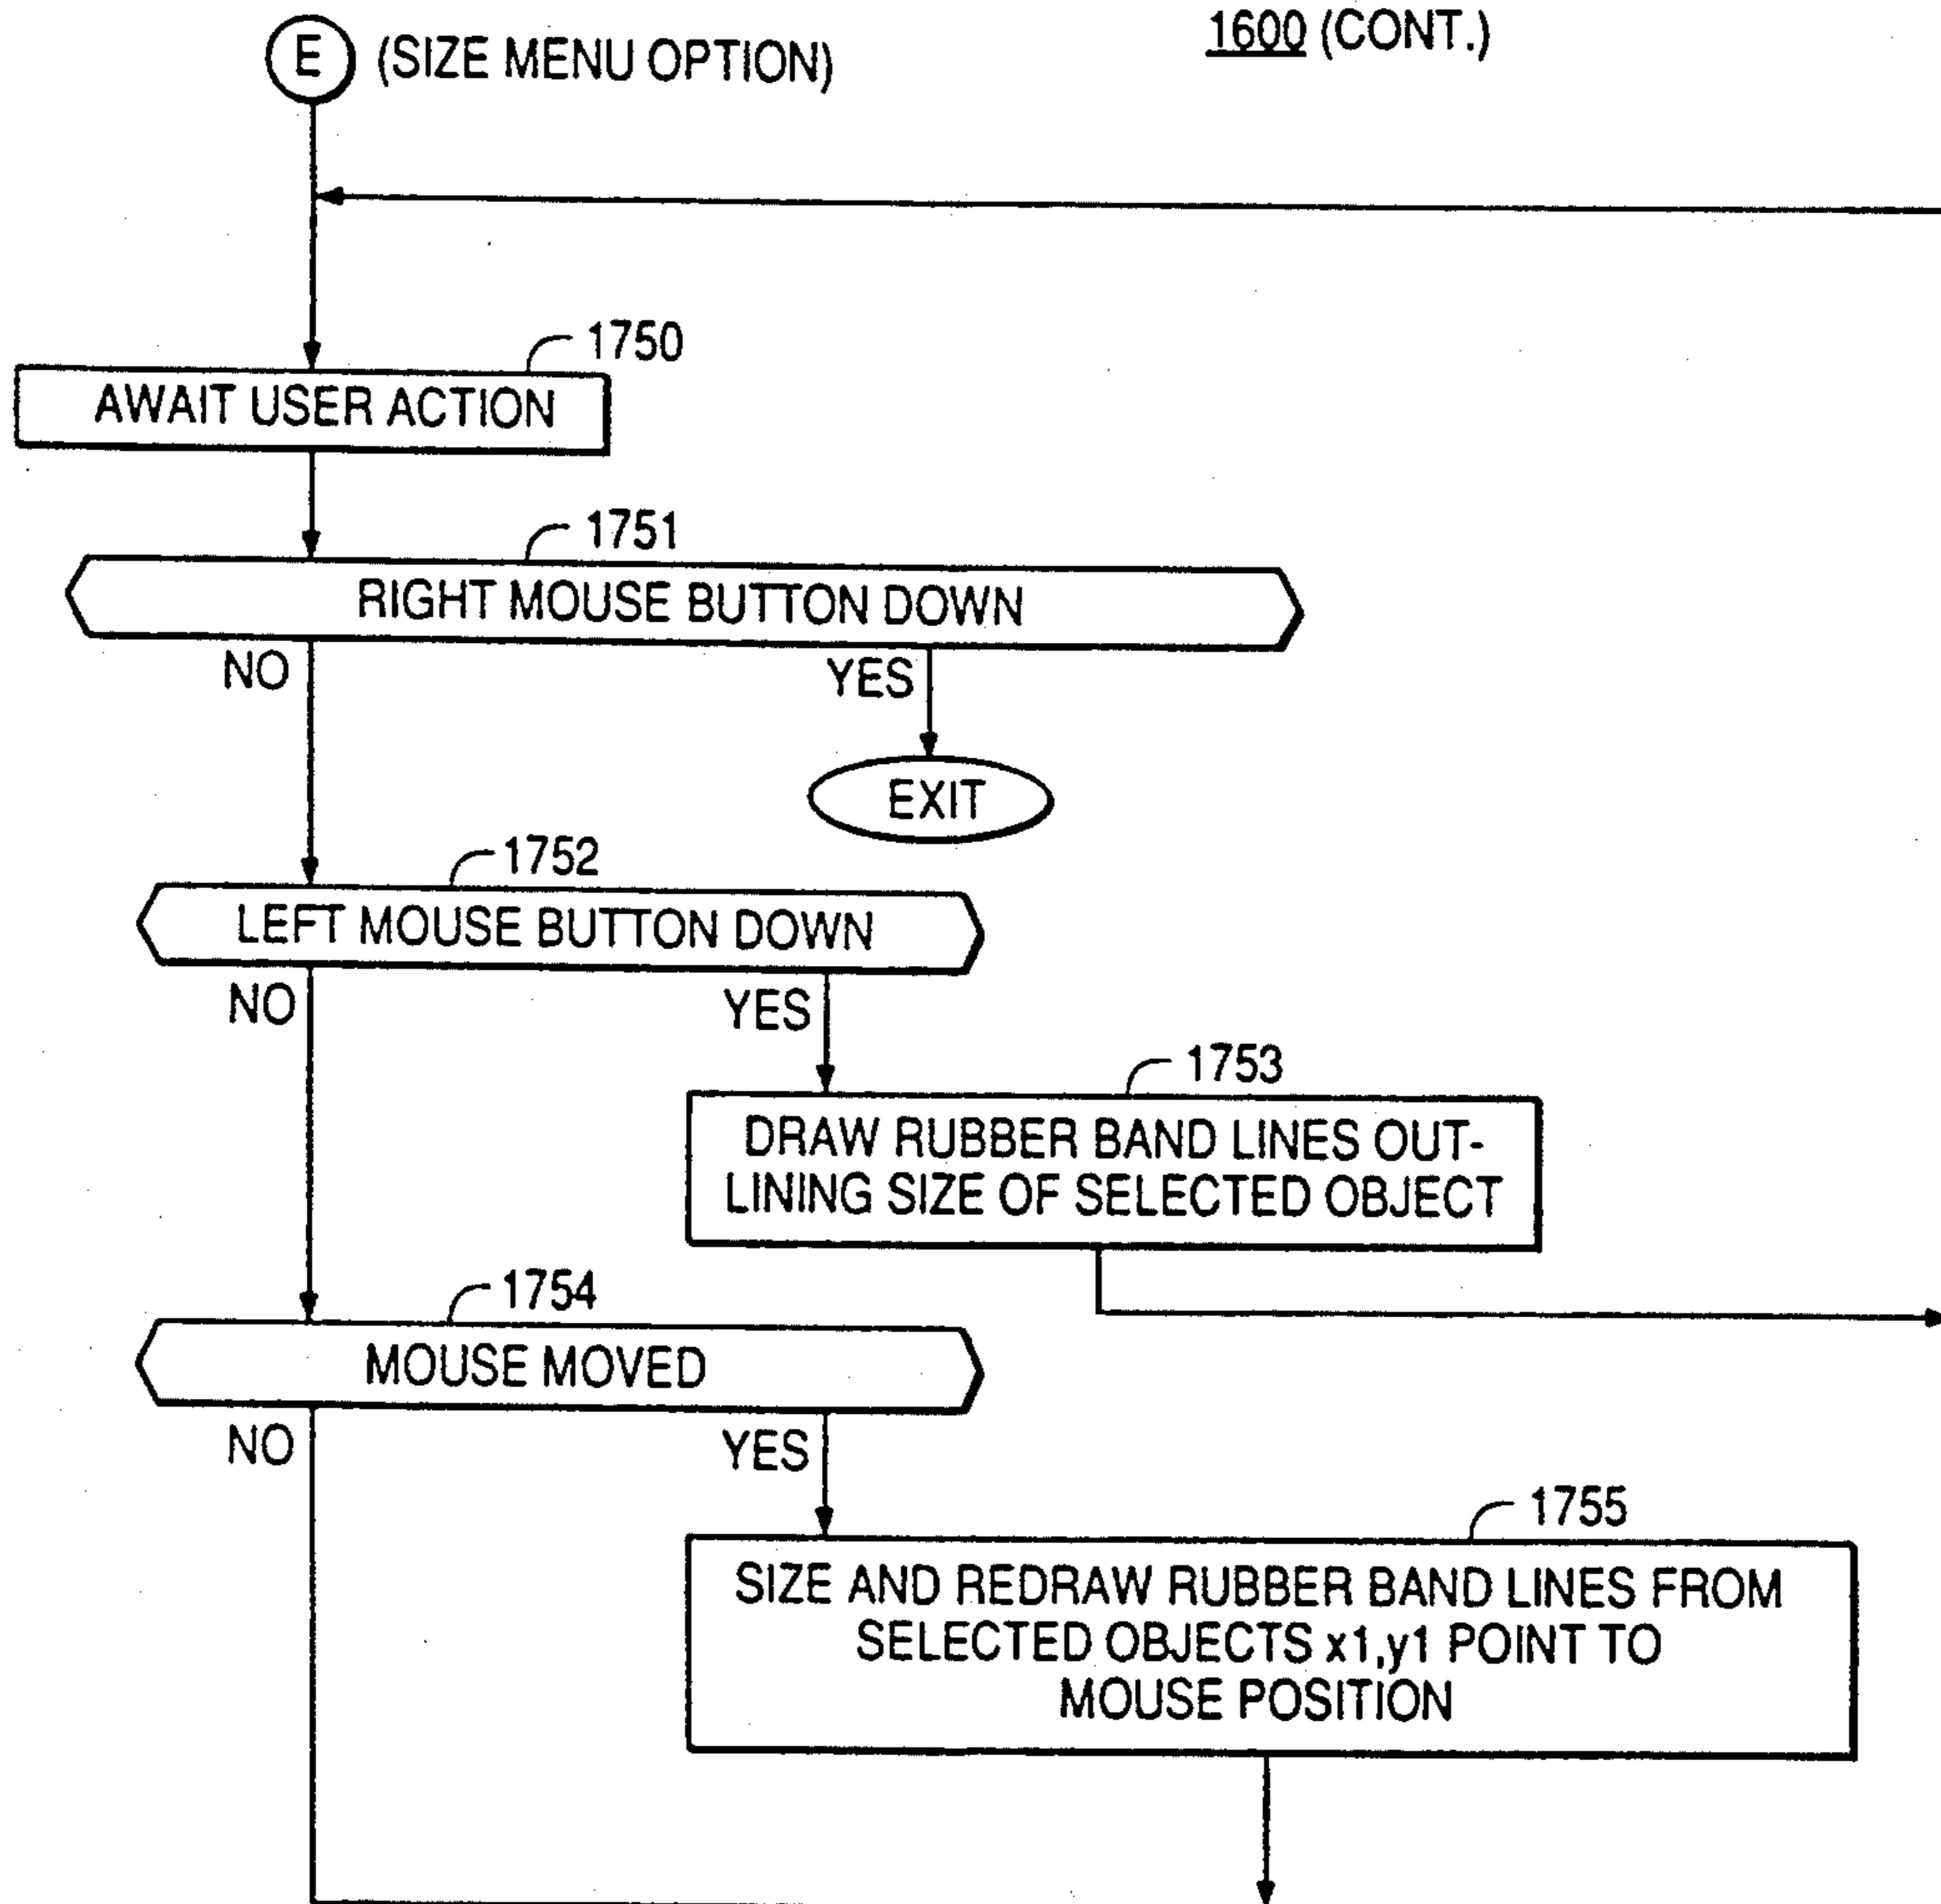 E (SIZE MENU OPTION)
1600 (CONT.)
1750
AWAIT USER ACTION
1751
RIGHT MOUSE BUTTON DOWN
NO
YES
EXIT
1752
LEFT MOUSE BUTTON DOWN
NO
YES
1753
DRAW RUBBER BAND LINES OUT-
LINING SIZE OF SELECTED OBJECT
1754
MOUSE MOVED
NO
YES
1755
SIZE AND REDRAW RUBBER BAND LINES FROM
SELECTED OBJECTS x1,y1 POINT TO
MOUSE POSITION